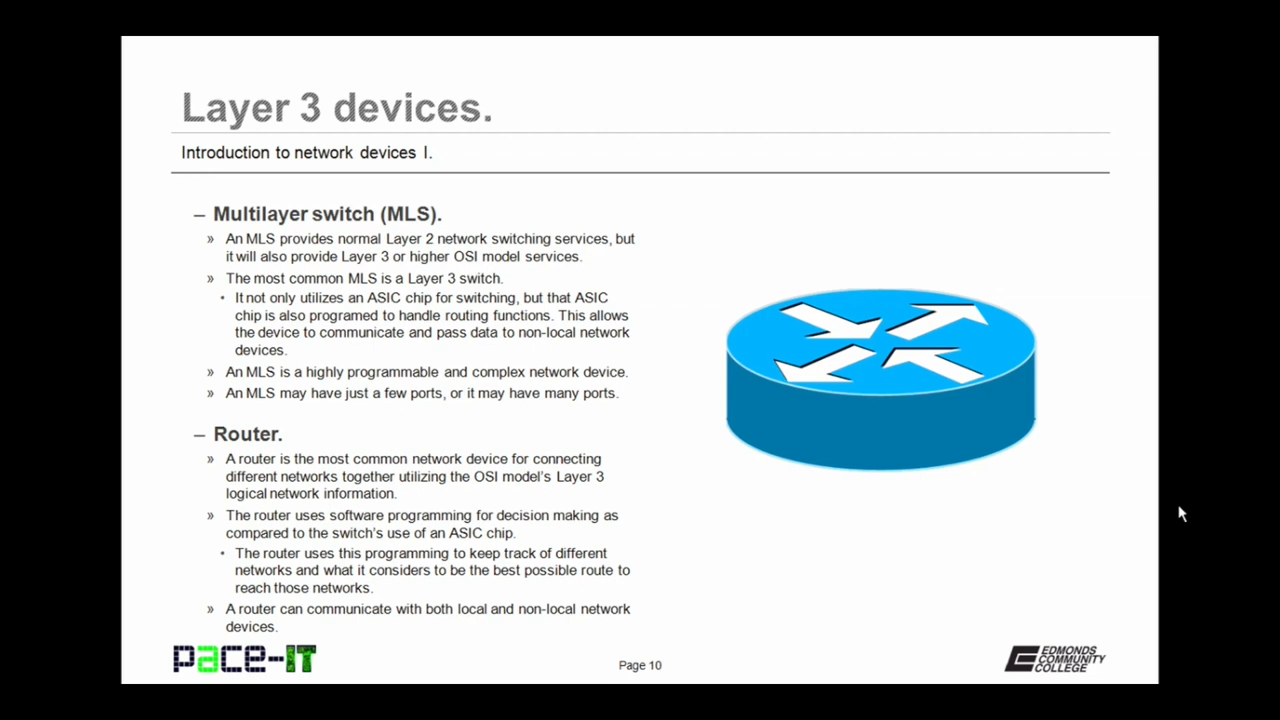 Layer 3 devices.
Introduction to network devices I.
– Multilayer switch (MLS).
» An MLS provides normal Layer 2 network switching services, but
it will also provide Layer 3 or higher OSI model services.
» The most common MLS is a Layer 3 switch.
• It not only utilizes an ASIC chip for switching, but that ASIC
chip is also programed to handle routing functions. This allows
the device to communicate and pass data to non-local network
devices.
» An MLS is a highly programmable and complex network device.
» An MLS may have just a few ports, or it may have many ports.
– Router.
» A router is the most common network device for connecting
different networks together utilizing the OSI model's Layer 3
logical network information.
» The router uses software programming for decision making as
compared to the switch's use of an ASIC chip.
• The router uses this programming to keep track of different
networks and what it considers to be the best possible route to
reach those networks.
» A router can communicate with both local and non-local network
devices.
pace-IT
Page 10
EDMONDS
COMMUNITY
COLLEGE